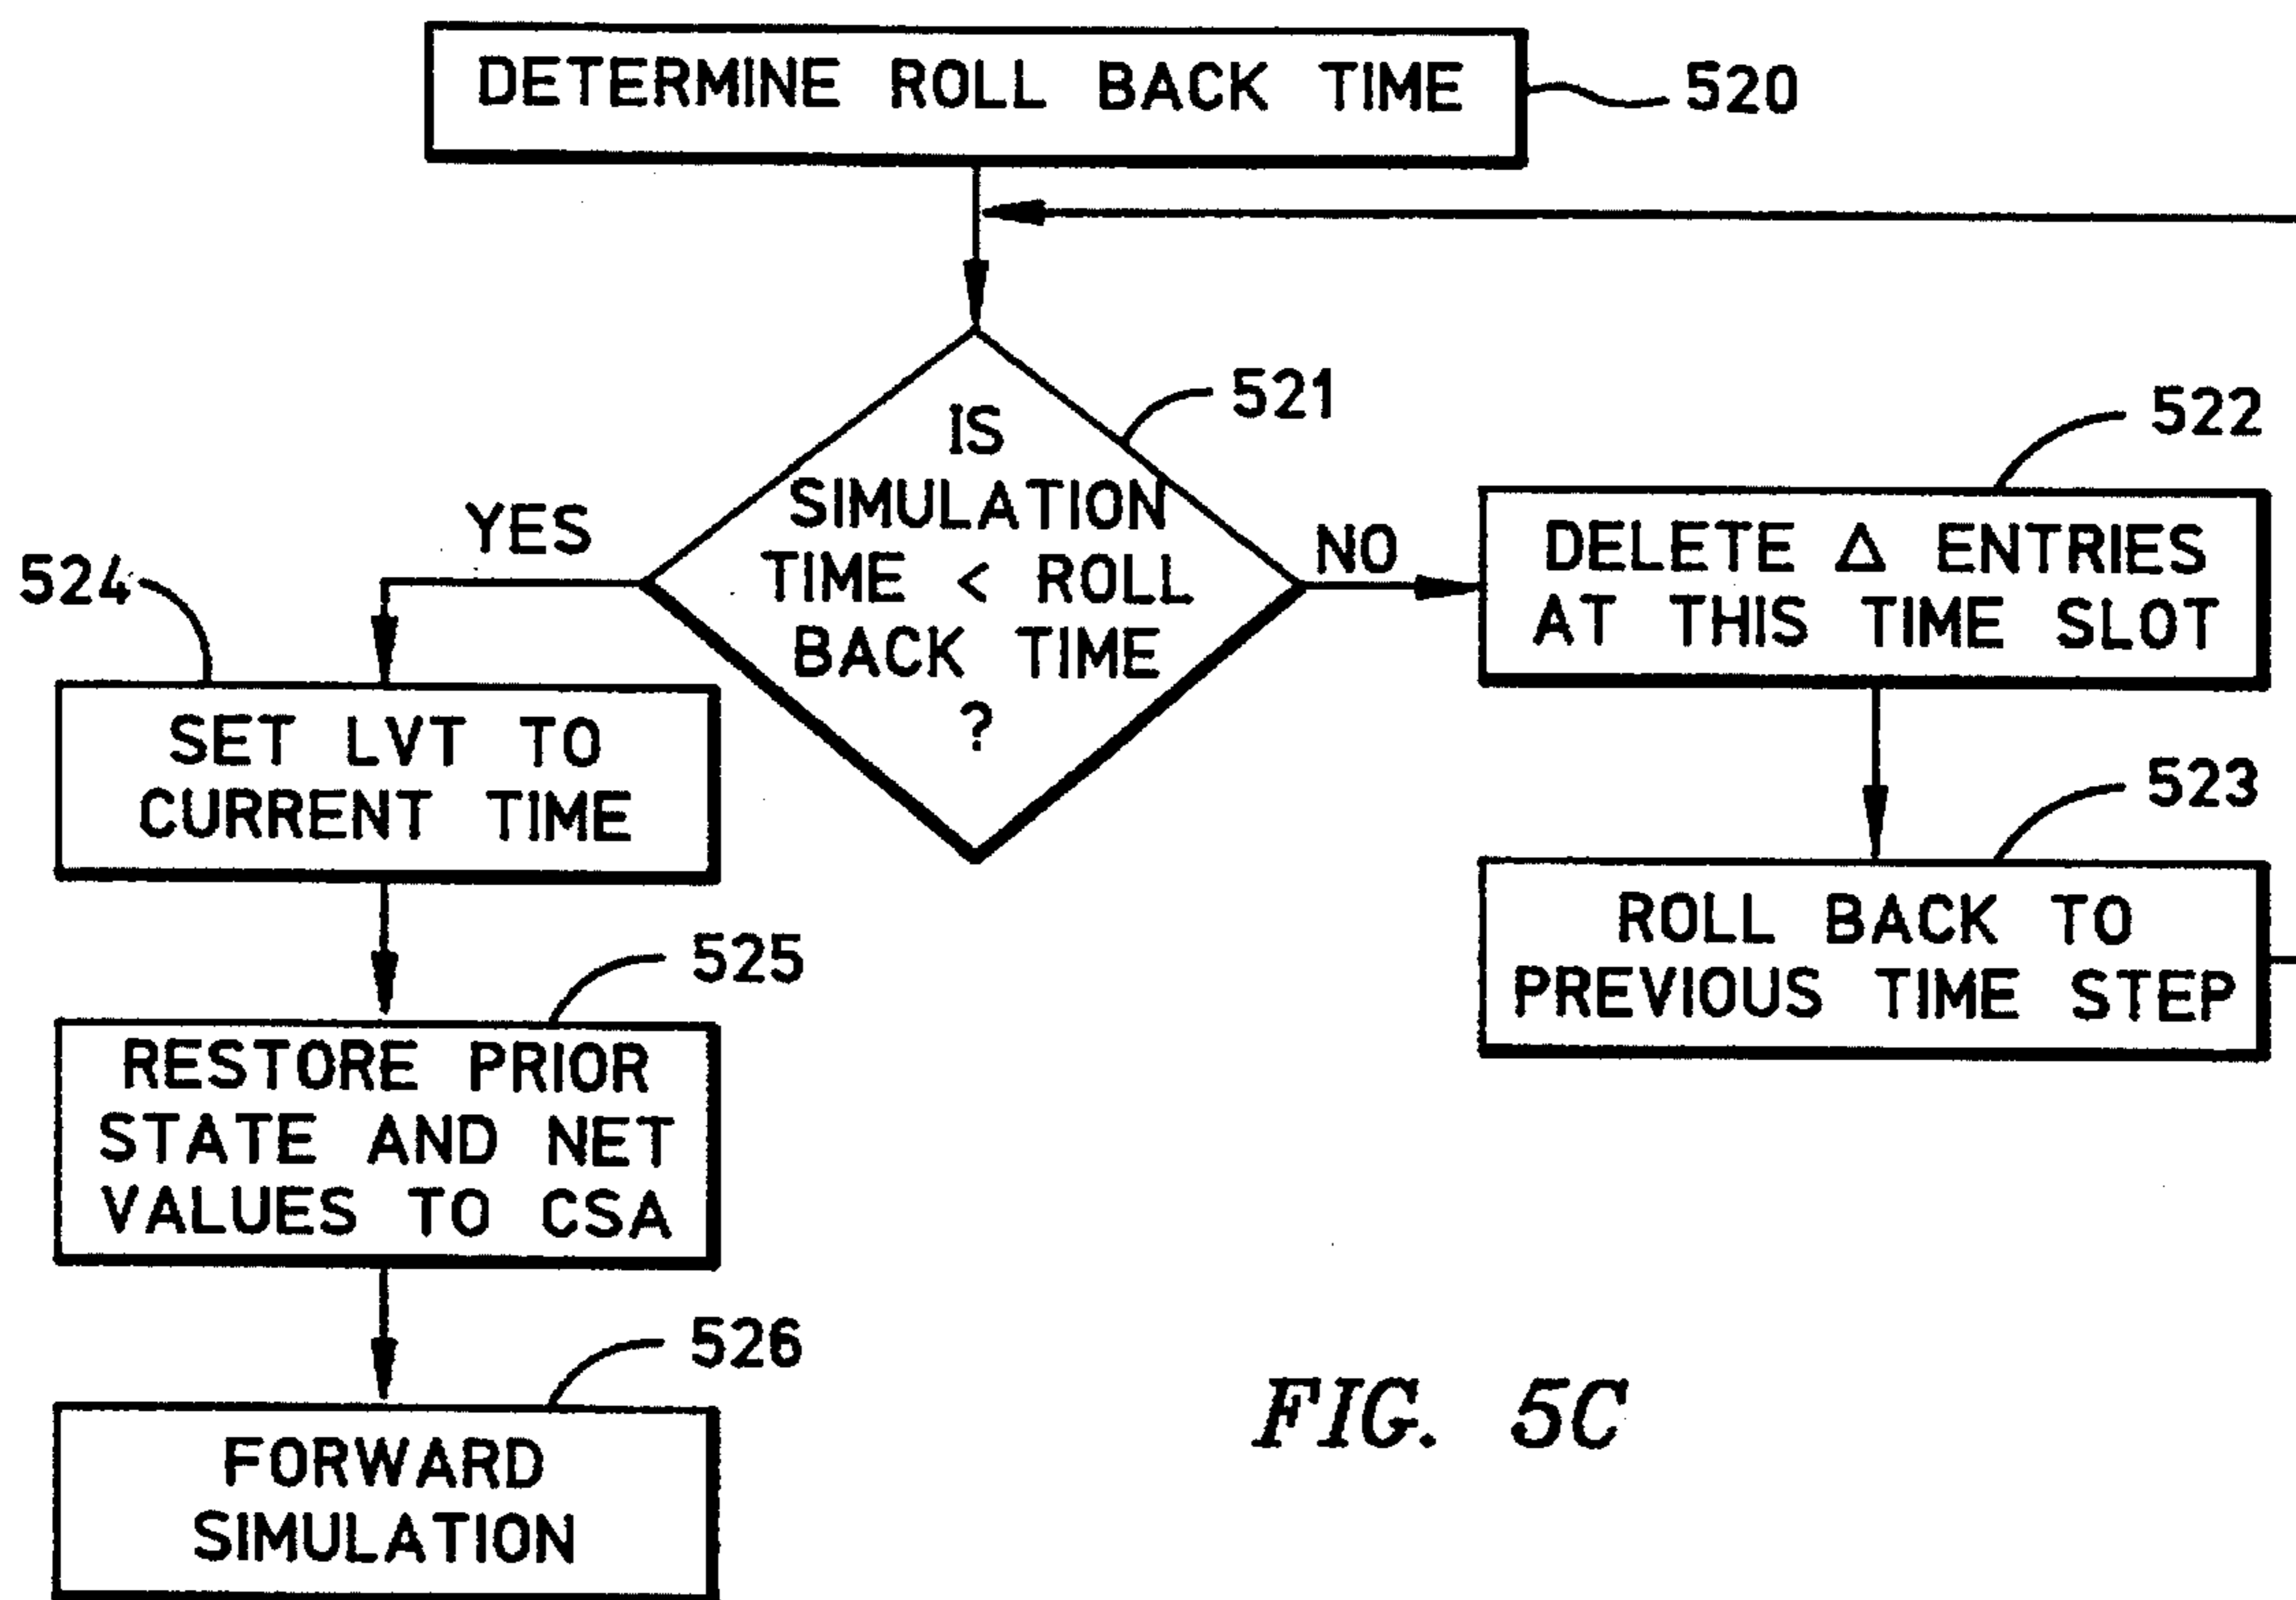 DETERMINE ROLL BACK TIME
520
IS
SIMULATION
TIME < ROLL
BACK TIME
?
521
YES
NO
522
DELETE Δ ENTRIES
AT THIS TIME SLOT
523
ROLL BACK TO
PREVIOUS TIME STEP
524
SET LVT TO
CURRENT TIME
525
RESTORE PRIOR
STATE AND NET
VALUES TO CSA
526
FORWARD
SIMULATION
FIG. 5C